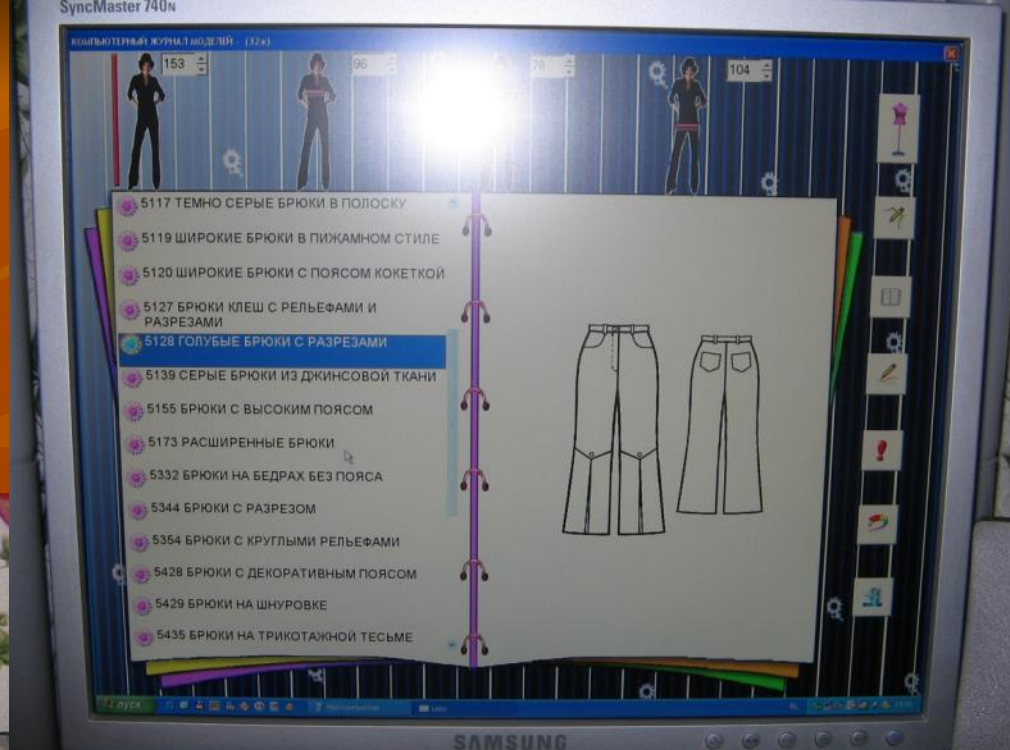 SyncMaster 740N
КОМПЬЮТЕРНЫЙ ЖУРНАЛ МОДЕЛЕЙ - (32ж)
153
96
78
104
5117 ТЕМНО СЕРЫЕ БРЮКИ В ПОЛОСКУ
5119 ШИРОКИЕ БРЮКИ В ПИЖАМНОМ СТИЛЕ
5120 ШИРОКИЕ БРЮКИ С ПОЯСОМ КОКЕТКОЙ
5127 БРЮКИ КЛЕШ С РЕЛЬЕФАМИ И
РАЗРЕЗАМИ
5128 ГОЛУБЫЕ БРЮКИ С РАЗРЕЗАМИ
5139 СЕРЫЕ БРЮКИ ИЗ ДЖИНСОВОЙ ТКАНИ
5155 БРЮКИ С ВЫСОКИМ ПОЯСОМ
5173 РАСШИРЕННЫЕ БРЮКИ
5332 БРЮКИ НА БЕДРАХ БЕЗ ПОЯСА
5344 БРЮКИ С РАЗРЕЗОМ
5354 БРЮКИ С КРУГЛЫМИ РЕЛЬЕФАМИ
5428 БРЮКИ С ДЕКОРАТИВНЫМ ПОЯСОМ
5429 БРЮКИ НА ШНУРОВКЕ
5435 БРЮКИ НА ТРИКОТАЖНОЙ ТЕСЬМЕ
пуск
SAMSUNG